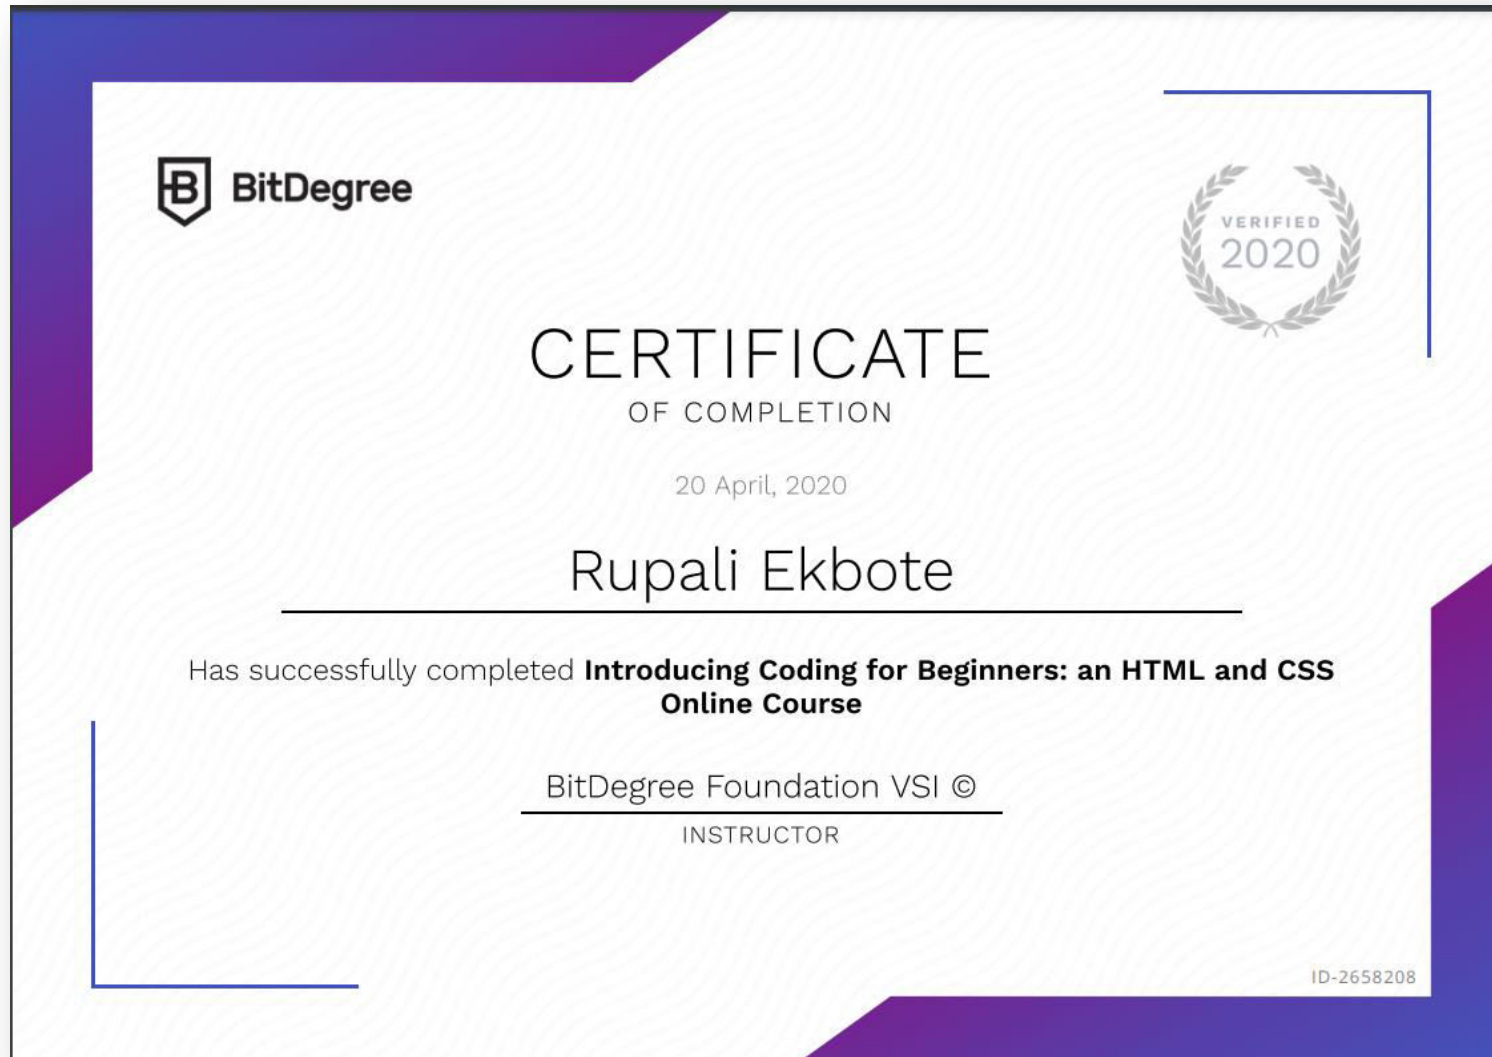 BitDegree
VERIFIED
2020
CERTIFICATE
OF COMPLETION
20 April, 2020
Rupali Ekbote
Has successfully completed Introducing Coding for Beginners: an HTML and CSS
Online Course
BitDegree Foundation VSI ©
INSTRUCTOR
ID-2658208